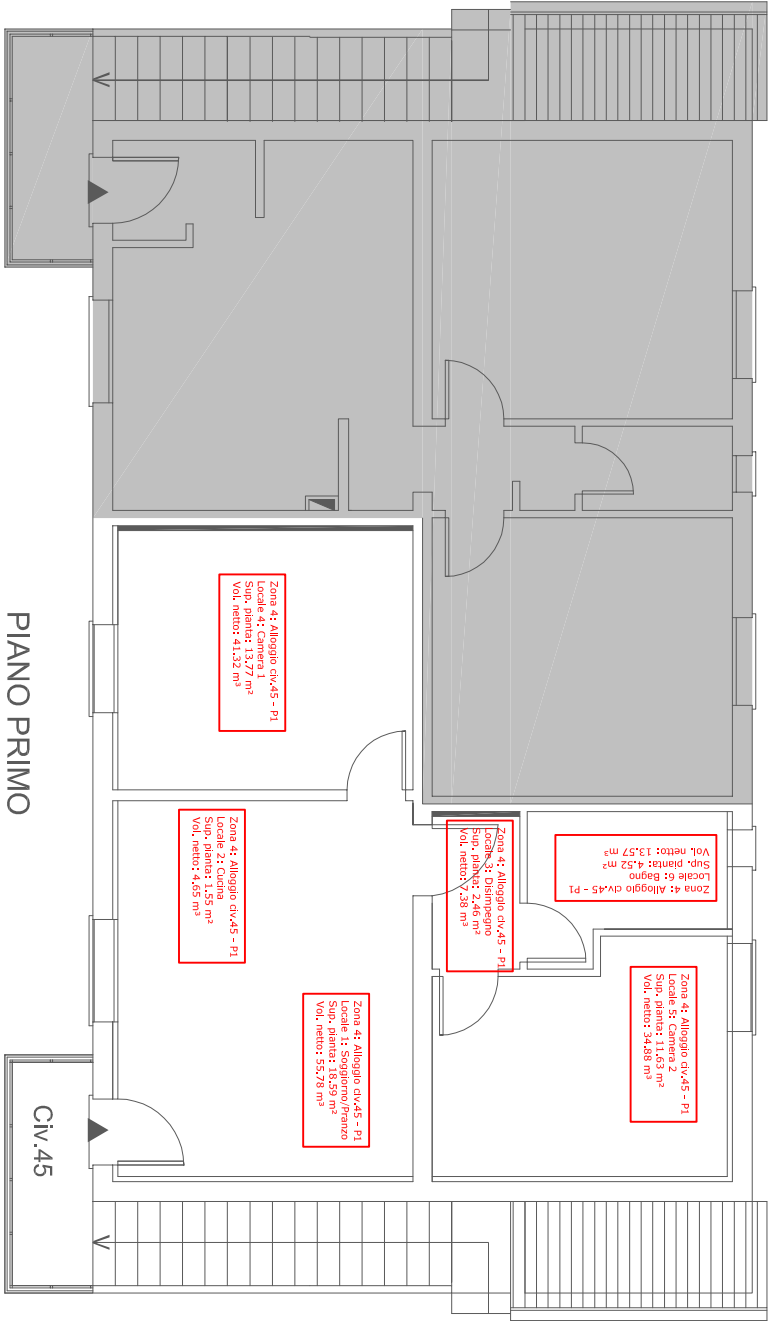 Zona 4: Alloggio civ.45 - P1
Locale 4: Camera 1
Sup. pianta: 13.77 m²
Vol. netto: 41.32 m³
Zona 4: Alloggio civ.45 - P1
Locale 2: Cucina
Sup. pianta: 1.55 m²
Vol. netto: 4.65 m³
Zona 4: Alloggio civ.45 - P1
Locale 3: Disimpegno
Sup. pianta: 2.46 m²
Vol. netto: 7.38 m³
Zona 4: Alloggio civ.45 - P1
Locale 6: Bagno
Sup. pianta: 4.52 m²
Vol. netto: 13.57 m³
Zona 4: Alloggio civ.45 - P1
Locale 5: Camera 2
Sup. pianta: 11.63 m²
Vol. netto: 34.88 m³
Zona 4: Alloggio civ.45 - P1
Locale 1: Soggiorno/Pranzo
Sup. pianta: 18.59 m²
Vol. netto: 55.78 m³
Civ.45
PIANO PRIMO